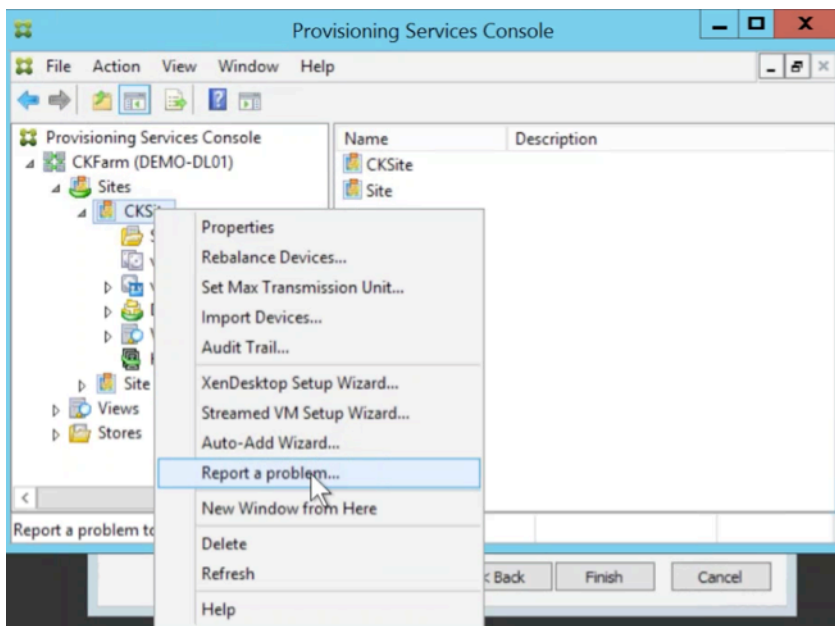 Provisioning Services Console
File Action View Window Help
Provisioning Services Console
CKFarm (DEMO-DL01)
Sites
Site
Views
Stores
Name Description
CKSite
Site
Properties
Rebalance Devices...
Set Max Transmission Unit...
Import Devices...
Audit Trail...
XenDesktop Setup Wizard...
Streamed VM Setup Wizard...
Auto-Add Wizard...
Report a problem...
New Window from Here
Delete
Refresh
Help
Report a problem to
< Back Finish Cancel